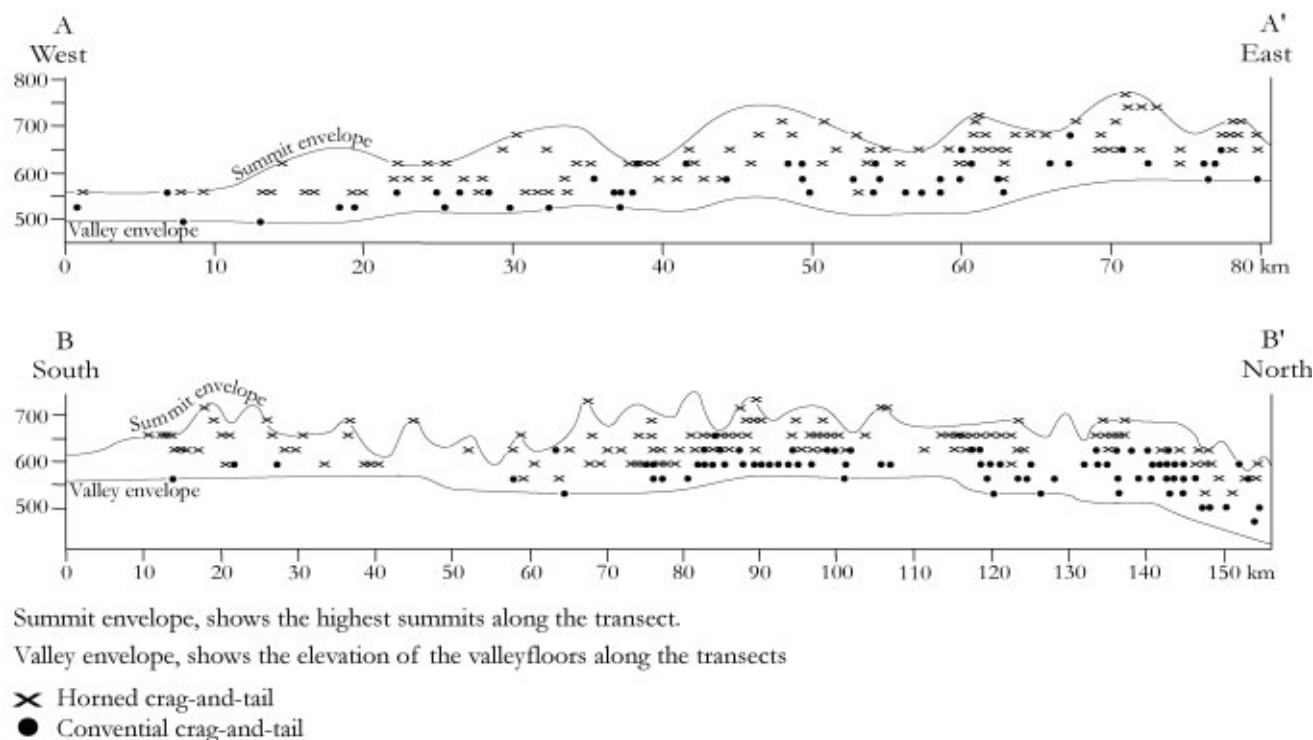 A A'
West East
800
700
Summit envelope
600
500
Valley envelope
0 10 20 30 40 50 60 70 80 km
B B'
South North
Summit envelope
700
600
Valley envelope
500
0 10 20 30 40 50 60 70 80 90 100 110 120 130 140 150 km
Summit envelope, shows the highest summits along the transect.
Valley envelope, shows the elevation of the valleyfloors along the transects
Horned crag-and-tail
Convential crag-and-tail